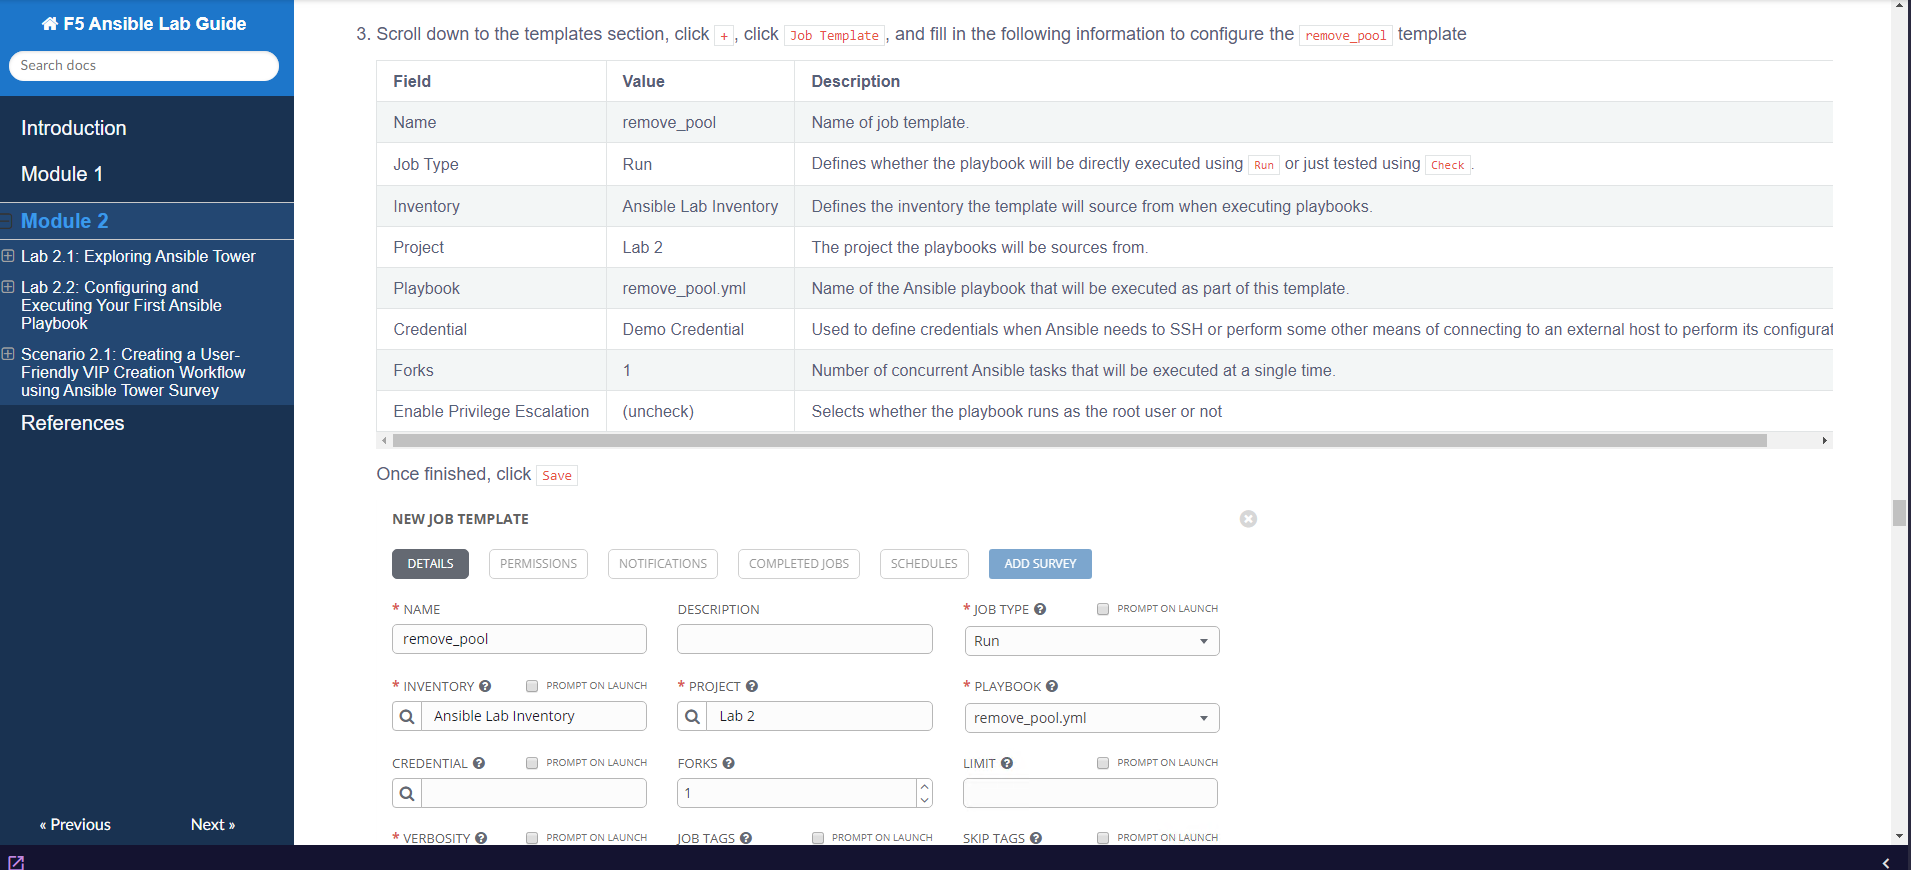 F5 Ansible Lab Guide
Search docs
Introduction
Module 1
Module 2
Lab 2.1: Exploring Ansible Tower
Lab 2.2: Configuring and
Executing Your First Ansible
Playbook
Scenario 2.1: Creating a User-
Friendly VIP Creation Workflow
using Ansible Tower Survey
References
« Previous Next »
3. Scroll down to the templates section, click +, click Job Template, and fill in the following information to configure the remove_pool template
Field Value Description
Name remove_pool Name of job template.
Job Type Run Defines whether the playbook will be directly executed using Run or just tested using Check.
Inventory Ansible Lab Inventory Defines the inventory the template will source from when executing playbooks.
Project Lab 2 The project the playbooks will be sources from.
Playbook remove_pool.yml Name of the Ansible playbook that will be executed as part of this template.
Credential Demo Credential Used to define credentials when Ansible needs to SSH or perform some other means of connecting to an external host to perform its configurat
Forks 1 Number of concurrent Ansible tasks that will be executed at a single time.
Enable Privilege Escalation (uncheck) Selects whether the playbook runs as the root user or not
Once finished, click Save
NEW JOB TEMPLATE
DETAILS PERMISSIONS NOTIFICATIONS COMPLETED JOBS SCHEDULES ADD SURVEY
* NAME DESCRIPTION * JOB TYPE PROMPT ON LAUNCH
remove_pool Run
* INVENTORY PROMPT ON LAUNCH * PROJECT * PLAYBOOK
Ansible Lab Inventory Lab 2 remove_pool.yml
CREDENTIAL PROMPT ON LAUNCH FORKS LIMIT PROMPT ON LAUNCH
1
* VERBOSITY PROMPT ON LAUNCH JOB TAGS PROMPT ON LAUNCH SKIP TAGS PROMPT ON LAUNCH